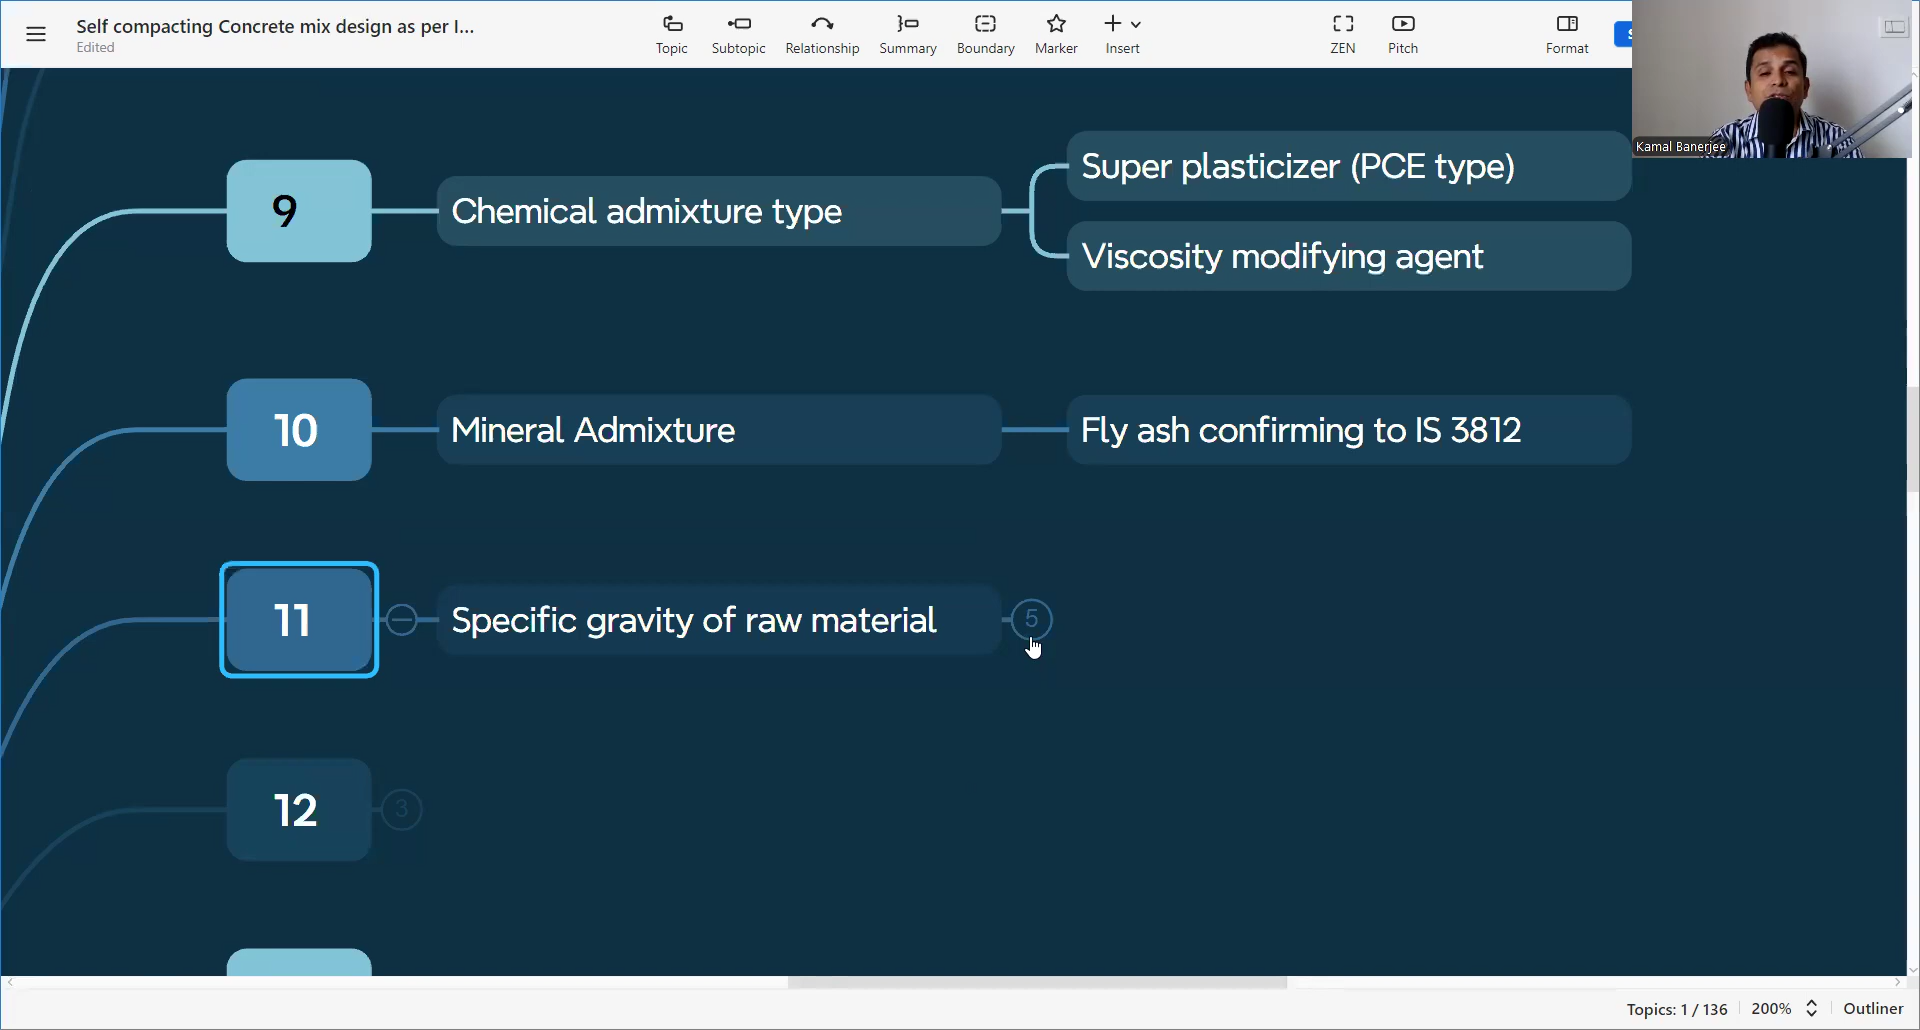 Self compacting Concrete mix design as per I...
Edited
Topic
Subtopic
Relationship
Summary
Boundary
Marker
Insert
ZEN
Pitch
Format
Kamal Banerjee
9
Chemical admixture type
Super plasticizer (PCE type)
Viscosity modifying agent
10
Mineral Admixture
Fly ash confirming to IS 3812
11
Specific gravity of raw material
5
12
3
Topics: 1 / 136
200%
Outliner